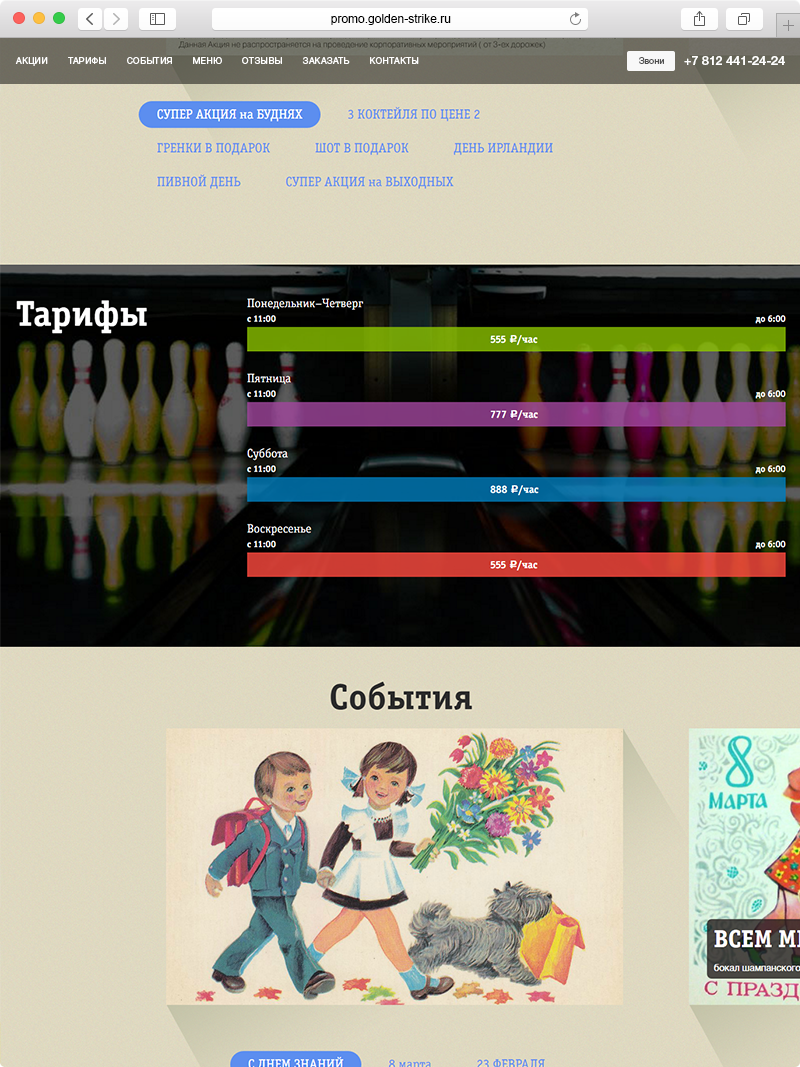 promo.golden-strike.ru
Данная Акция не распространяется на проведение корпоративных мероприятий ( от 3-ех дорожек)
АКЦИИ ТАРИФЫ СОБЫТИЯ МЕНЮ ОТЗЫВЫ ЗАКАЗАТЬ КОНТАКТЫ Звони +7 812 441-24-24
СУПЕР АКЦИЯ на БУДНЯХ 3 КОКТЕЙЛЯ ПО ЦЕНЕ 2
ГРЕНКИ В ПОДАРОК ШОТ В ПОДАРОК ДЕНЬ ИРЛАНДИИ
ПИВНОЙ ДЕНЬ СУПЕР АКЦИЯ на ВЫХОДНЫХ
Тарифы
Понедельник–Четверг
с 11:00 до 6:00
555 ₽/час
Пятница
с 11:00 до 6:00
777 ₽/час
Суббота
с 11:00 до 6:00
888 ₽/час
Воскресенье
с 11:00 до 6:00
555 ₽/час
События
8
МАРТА
ВСЕМ
бокал шампанского
С
С ДНЕМ ЗНАНИЙ 8 марта 23 ФЕВРАЛЯ